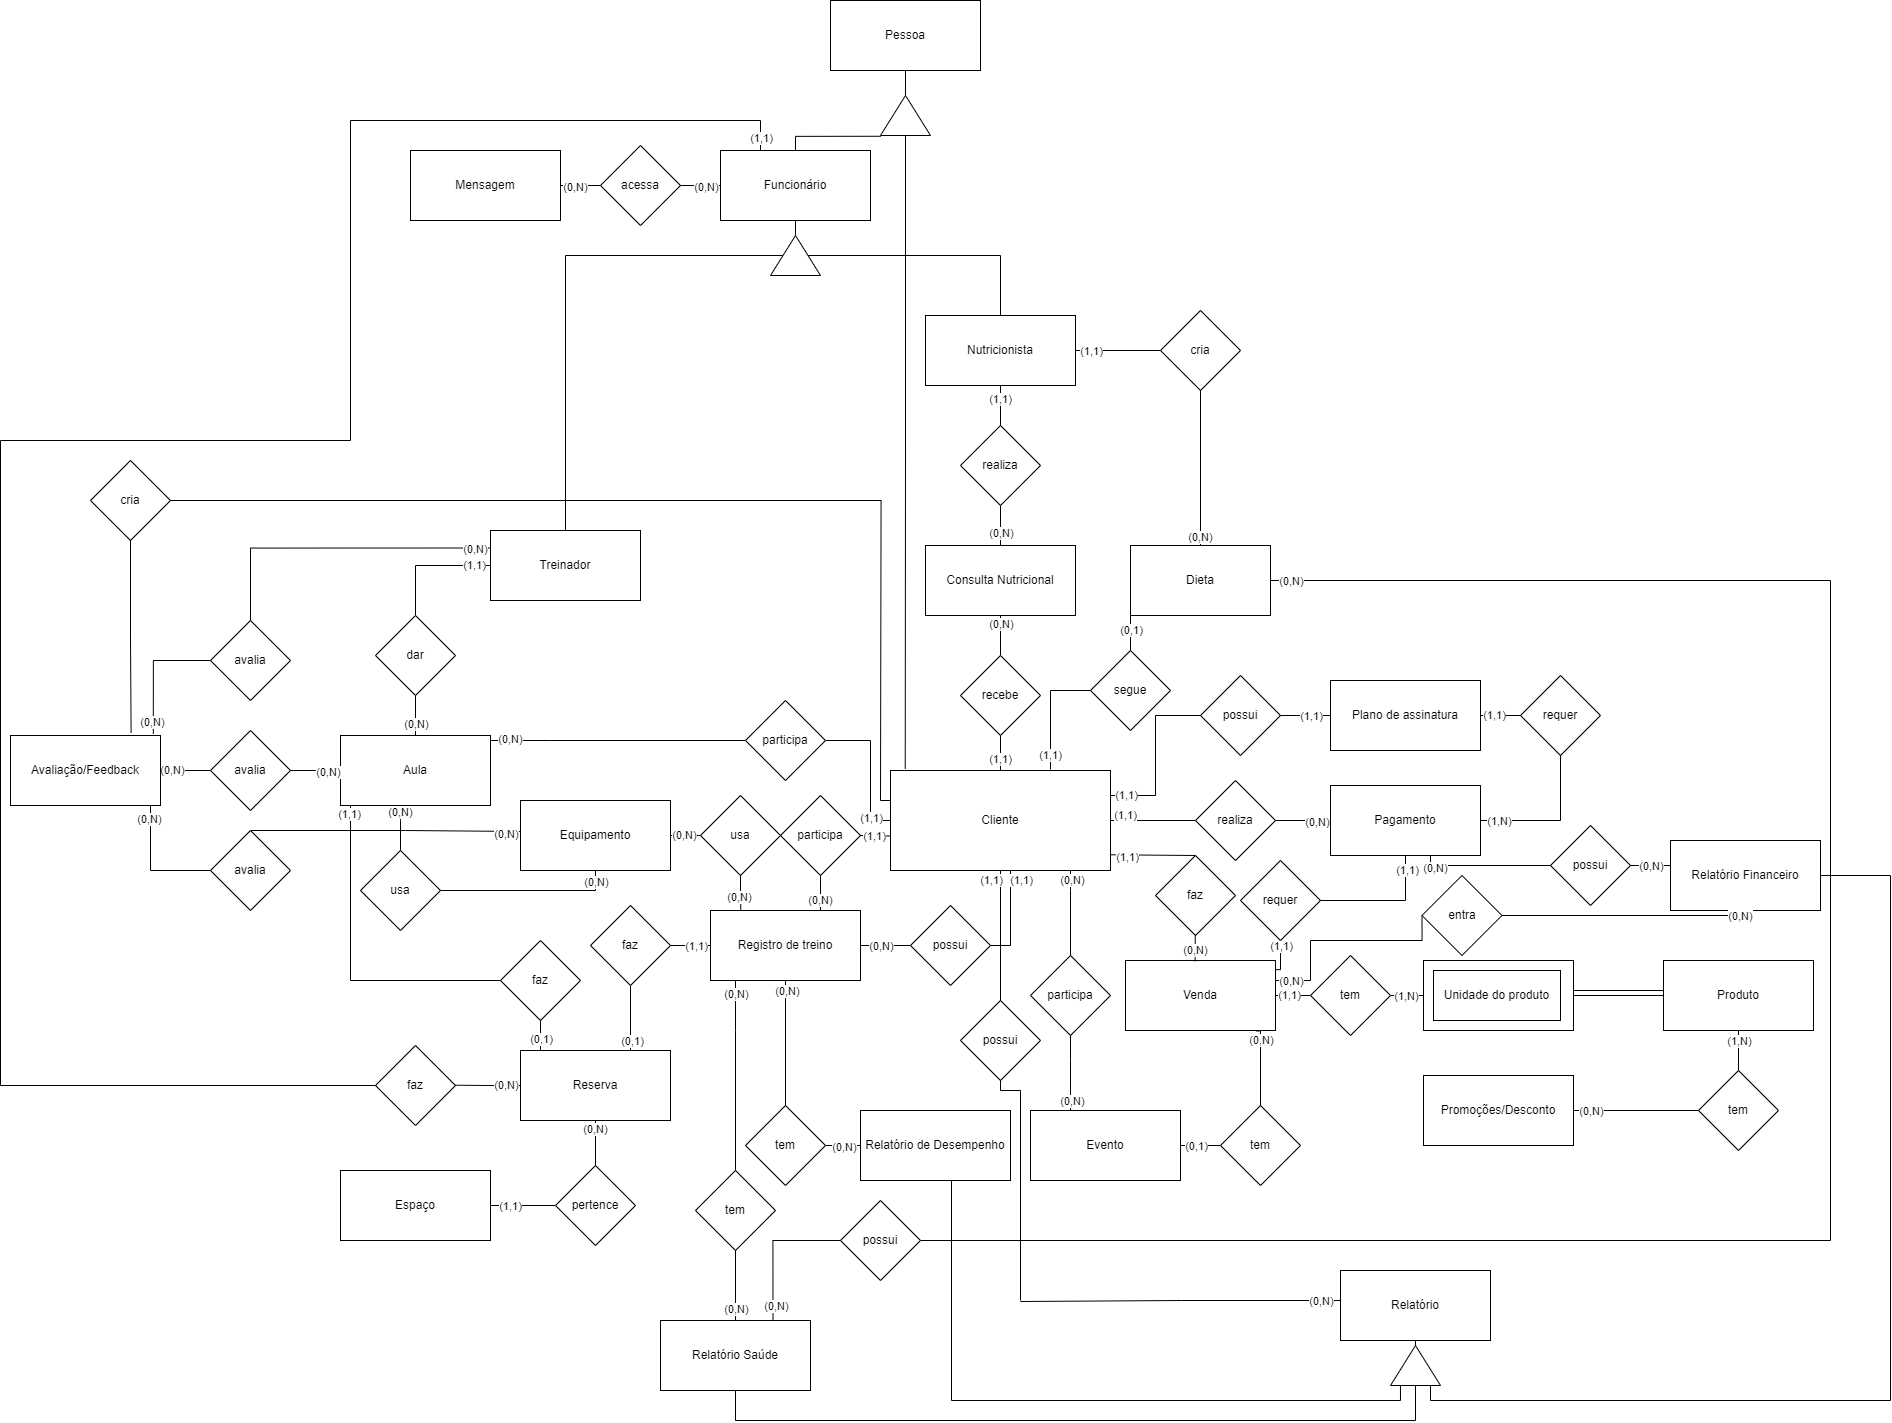 Pessoa
(1,1)
Mensagem
(0,N)
acessa
(0,N)
Funcionário
Nutricionista
(1,1)
cria
(1,1)
realiza
cria
(0,N)
(0,N)
(0,N)
(1,1)
Treinador
Consulta Nutricional
Dieta
(0,N)
(0,N)
(0,1)
avalia
dar
recebe
segue
possui
(1,1)
Plano de assinatura
(1,1)
requer
(0,N)
(0,N)
(0,N)
participa
(1,1)
(1,1)
Avaliação/Feedback
(0,N)
avalia
(0,N)
Aula
(1,1)
(0,N)
(1,1)
(0,N)
(1,1)
Cliente
(1,1)
realiza
(0,N)
Pagamento
(1,N)
(0,N)
Equipamento
(0,N)
usa
participa
(1,1)
(1,1)
avalia
(0,N)
usa
(0,N)
(0,N)
(1,1)
(1,1)
(0,N)
faz
requer
(1,1)
(0,N)
possui
(0,N)
Relatório Financeiro
entra
(0,N)
faz
(1,1)
Registro de treino
(0,N)
possui
(0,N)
(1,1)
faz
(0,N)
(0,N)
participa
Venda
(0,N)
(1,1)
tem
(1,N)
Unidade do produto
Produto
(0,1)
(0,1)
possui
(0,N)
(1,N)
faz
(0,N)
Reserva
(0,N)
Promoções/Desconto
(0,N)
tem
(0,N)
tem
(0,N)
Relatório de Desempenho
Evento
(0,1)
tem
Espaço
(1,1)
pertence
tem
possui
(0,N)
(0,N)
(0,N)
Relatório
Relatório Saúde